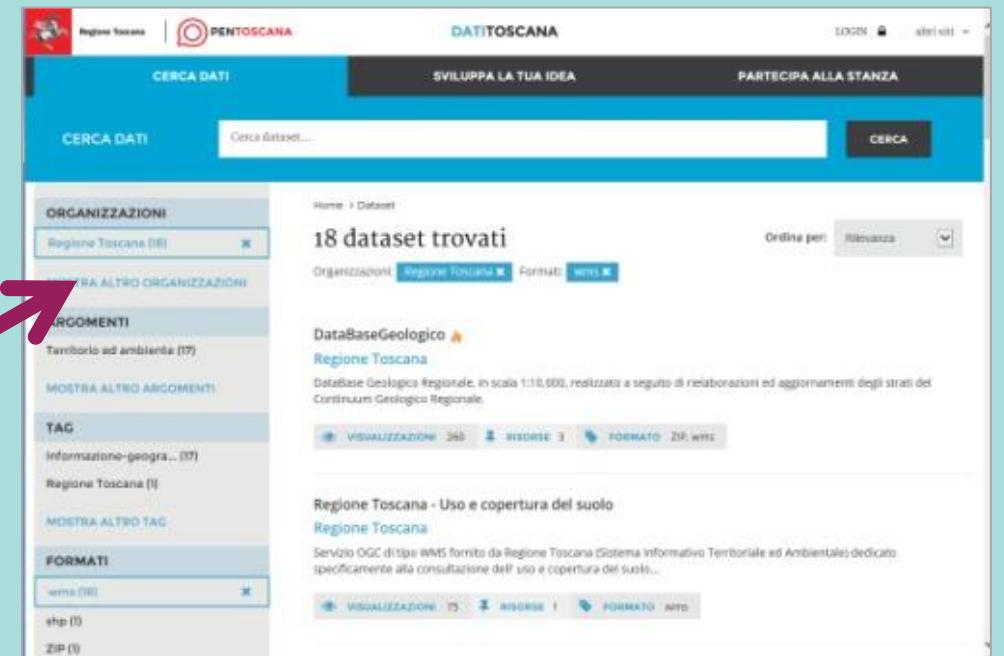 Regione Toscana
PENTOSCANA
DATITOSCANA
LOGIN
altri siti
CERCA DATI
SVILUPPA LA TUA IDEA
PARTECIPA ALLA STANZA
CERCA DATI
Cerca dataset...
CERCA
ORGANIZZAZIONI
Regione Toscana (18) ×
MOSTRA ALTRO ORGANIZZAZIONI
ARGOMENTI
Territorio ed ambiente (17)
MOSTRA ALTRO ARGOMENTI
TAG
Informazione-geogra... (17)
Regione Toscana (1)
MOSTRA ALTRO TAG
FORMATI
wms (18) ×
shp (1)
ZIP (1)
Home > Dataset
18 dataset trovati
Ordina per: Rilevanza
Organizzazioni: Regione Toscana × Formati: wms ×
DataBaseGeologico
Regione Toscana
DataBase Geologico Regionale, in scala 1:10.000, realizzato a seguito di rielaborazioni ed aggiornamenti degli strati del
Continuum Geologico Regionale.
VISUALIZZAZIONI 260 RISORSE 3 FORMATO ZIP, wms
Regione Toscana - Uso e copertura del suolo
Regione Toscana
Servizio OGC di tipo WMS fornito da Regione Toscana (Sistema Informativo Territoriale ed Ambientale) dedicato
specificamente alla consultazione dell' uso e copertura del suolo...
VISUALIZZAZIONI 75 RISORSE 1 FORMATO wms